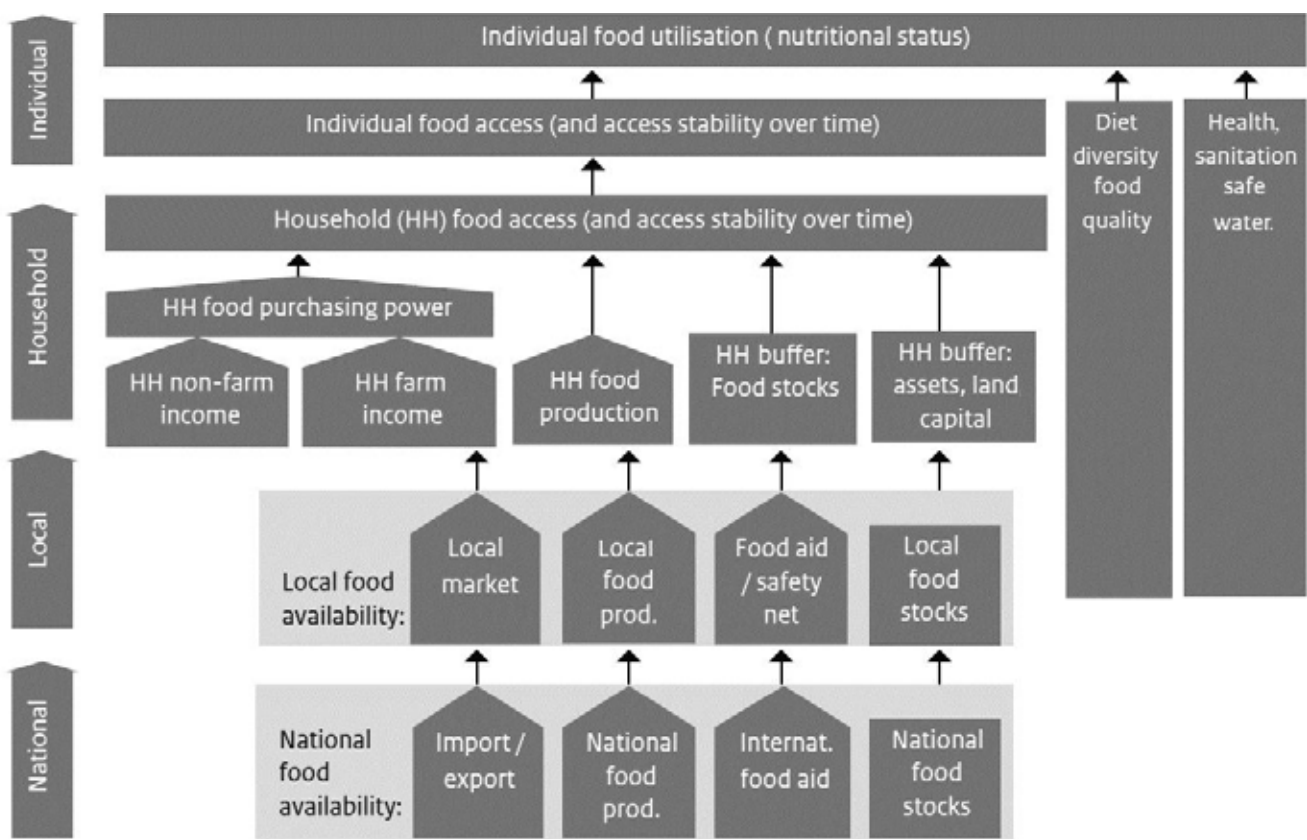 Individual
Individual food utilisation ( nutritional status)
Individual food access (and access stability over time)
Diet
diversity
food
quality
Health,
sanitation
safe
water.
Household
Household (HH) food access (and access stability over time)
HH food purchasing power
HH non-farm
income
HH farm
income
HH food
production
HH buffer:
Food stocks
HH buffer:
assets, land
capital
Local
Local food
availability:
Local
market
Local
food
prod.
Food aid
/ safety
net
Local
food
stocks
National
National
food
availability:
Import /
export
National
food
prod.
Internat.
food aid
National
food
stocks